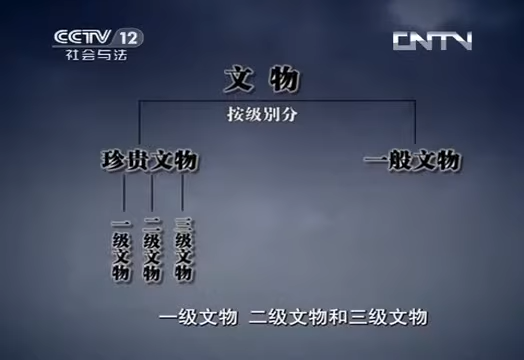 CCTV 12
社会与法
CNTV
文物
按级别分
珍贵文物
一般文物
一级文物
二级文物
三级文物
一级文物 二级文物和三级文物